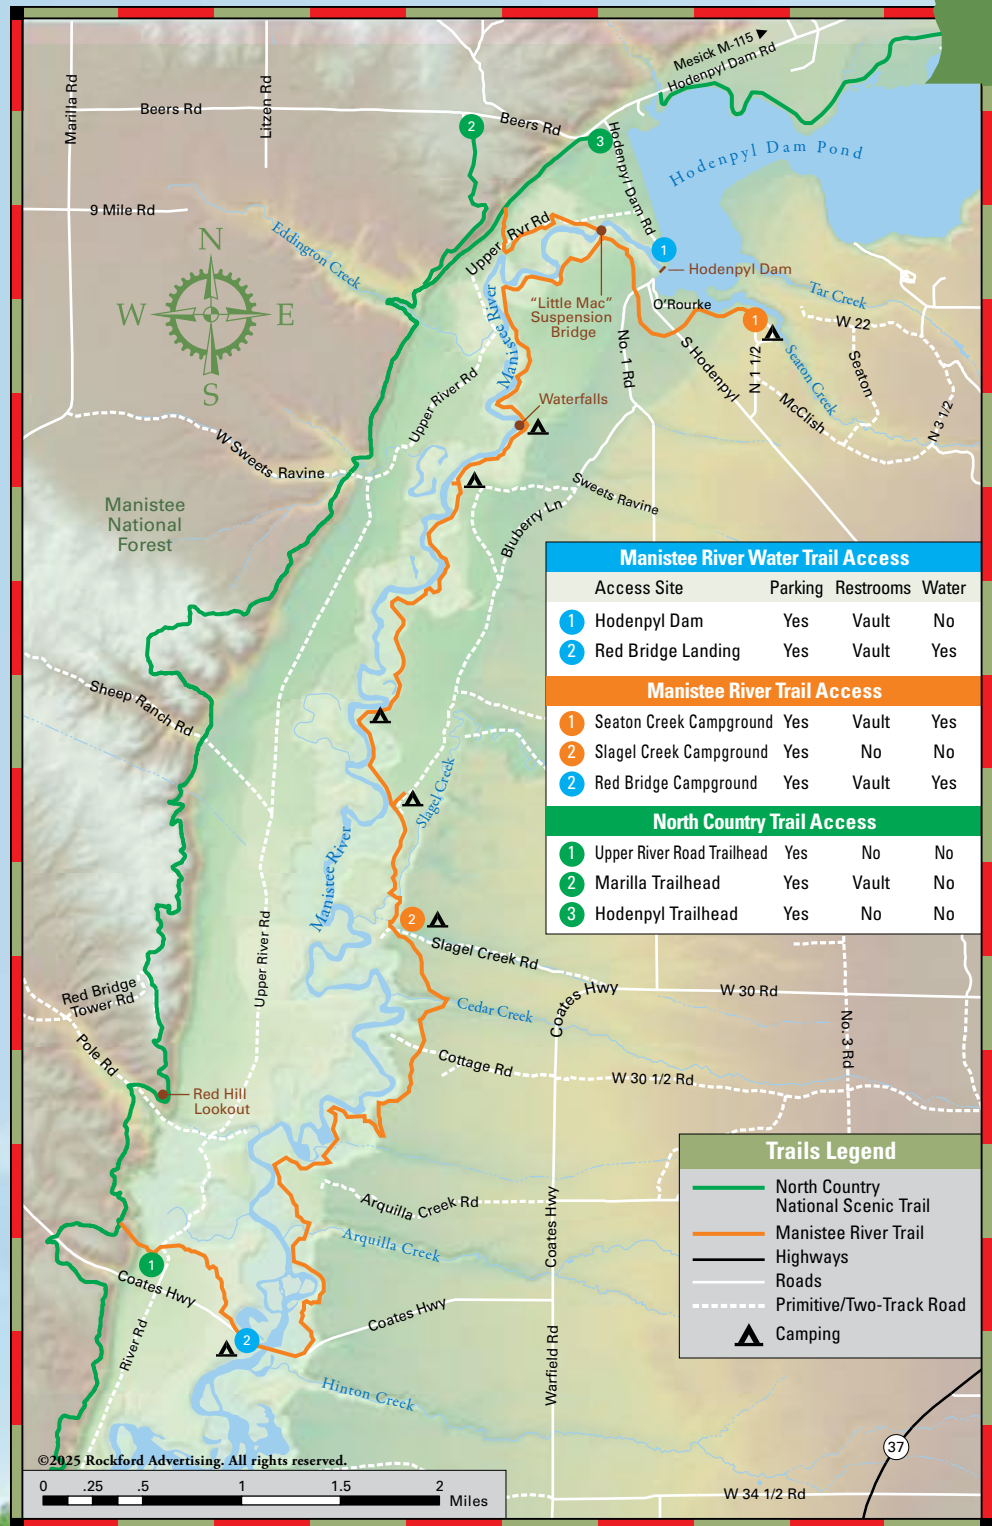 Mesick M-115
Hodenpyl Dam Rd
Marilla Rd
Beers Rd
Litzen Rd
2
Beers Rd
3
Hodenpyl Dam Rd
Hodenpyl Dam Pond
9 Mile Rd
Eddington Creek
Upper Rvr Rd
1
Hodenpyl Dam
N
W
E
S
Manistee River
"Little Mac"
Suspension
Bridge
O'Rourke
1
Tar Creek
W 22
No. 1 Rd
S Hodenpyl
N 1 1/2
Seaton Creek
Seaton
McClish
N 3 1/2
Upper River Rd
Waterfalls
W Sweets Ravine
Sweets Ravine
Bluberry Ln
Manistee
National
Forest
Manistee River Water Trail Access
Access Site Parking Restrooms Water
1 Hodenpyl Dam Yes Vault No
2 Red Bridge Landing Yes Vault Yes
Manistee River Trail Access
1 Seaton Creek Campground Yes Vault Yes
2 Slagel Creek Campground Yes No No
2 Red Bridge Campground Yes Vault Yes
North Country Trail Access
1 Upper River Road Trailhead Yes No No
2 Marilla Trailhead Yes Vault No
3 Hodenpyl Trailhead Yes No No
Sheep Ranch Rd
Slagel Creek
Manistee River
Upper River Rd
2
Slagel Creek Rd
Red Bridge
Tower Rd
Cedar Creek
Coates Hwy
W 30 Rd
No. 3 Rd
Pole Rd
Cottage Rd
W 30 1/2 Rd
Red Hill
Lookout
Arquilla Creek Rd
Coates Hwy
Arquilla Creek
1
Coates Hwy
2
Coates Hwy
River Rd
Warfield Rd
Hinton Creek
Trails Legend
North Country
National Scenic Trail
Manistee River Trail
Highways
Roads
Primitive/Two-Track Road
Camping
37
W 34 1/2 Rd
©2025 Rockford Advertising. All rights reserved.
0 .25 .5 1 1.5 2
Miles